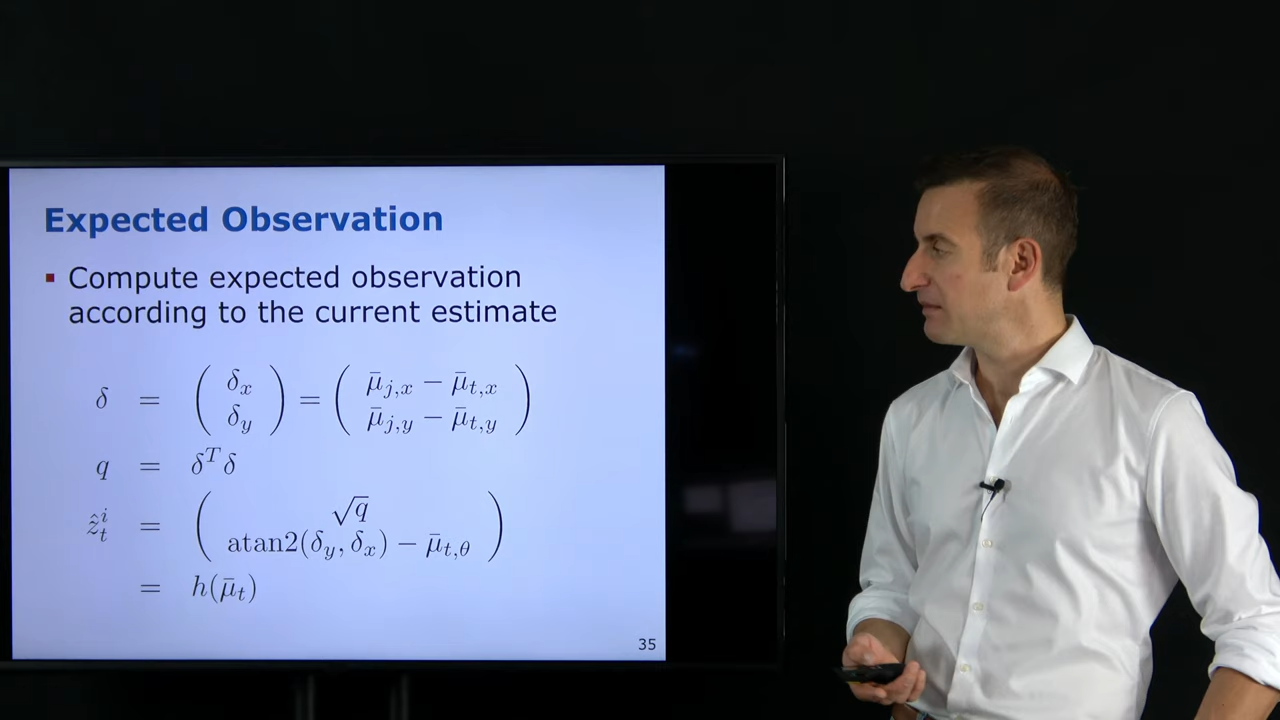 Expected Observation
▪ Compute expected observation
according to the current estimate
δ = ( δ_x δ_y ) = ( μ̄_{j,x} − μ̄_{t,x} μ̄_{j,y} − μ̄_{t,y} )
q = δ^T δ
ẑ_t^i = ( √q atan2(δ_y, δ_x) − μ̄_{t,θ} )
= h(μ̄_t)
35